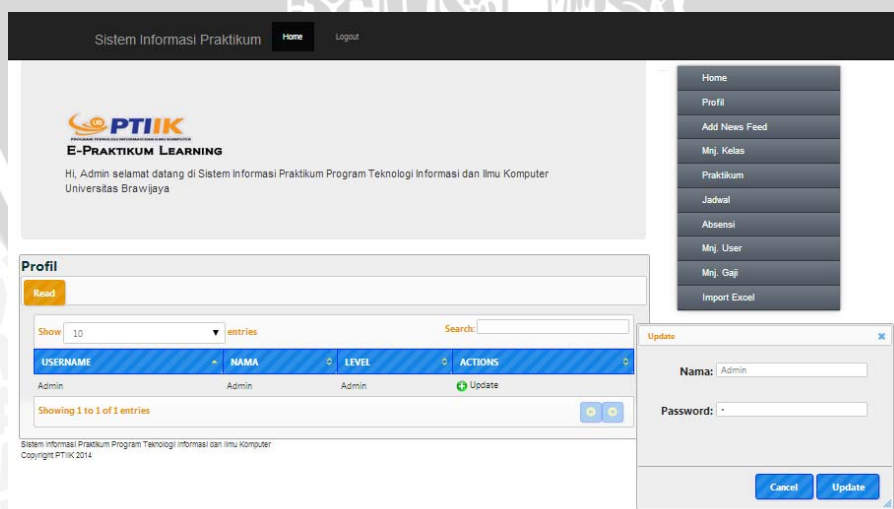 Sistem Informasi Praktikum Home Logout
PTIIK
PROGRAM TEKNOLOGI INFORMASI DAN ILMU KOMPUTER
E-PRAKTIKUM LEARNING
Hi, Admin selamat datang di Sistem Informasi Praktikum Program Teknologi Informasi dan Ilmu Komputer
Universitas Brawijaya
Home
Profil
Add News Feed
Mnj. Kelas
Praktikum
Jadwal
Absensi
Mnj. User
Mnj. Gaji
Import Excel
Profil
Read
Show 10 entries Search:
USERNAME NAMA LEVEL ACTIONS
Admin Admin Admin Update
Showing 1 to 1 of 1 entries
Sistem Informasi Praktikum Program Teknologi Informasi dan Ilmu Komputer
Copyright PTIIK 2014
Update
Nama: Admin
Password:
Cancel Update